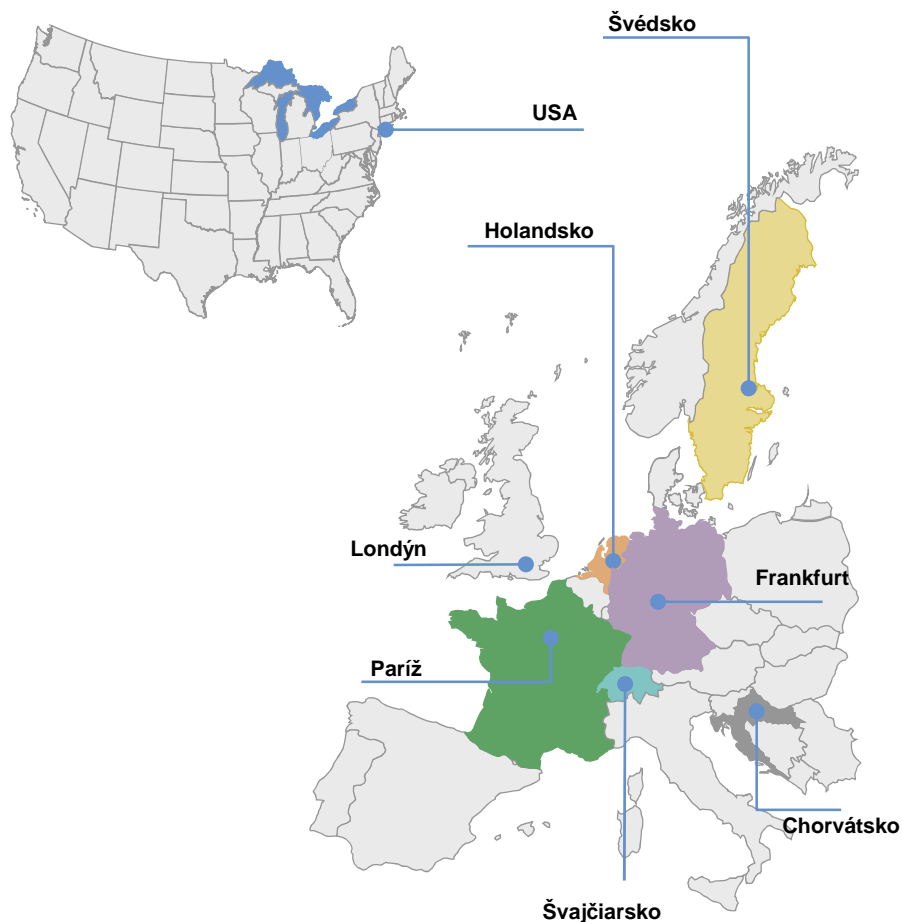 Švédsko
USA
Holandsko
Londýn
Frankfurt
Paríž
Chorvátsko
Švajčiarsko